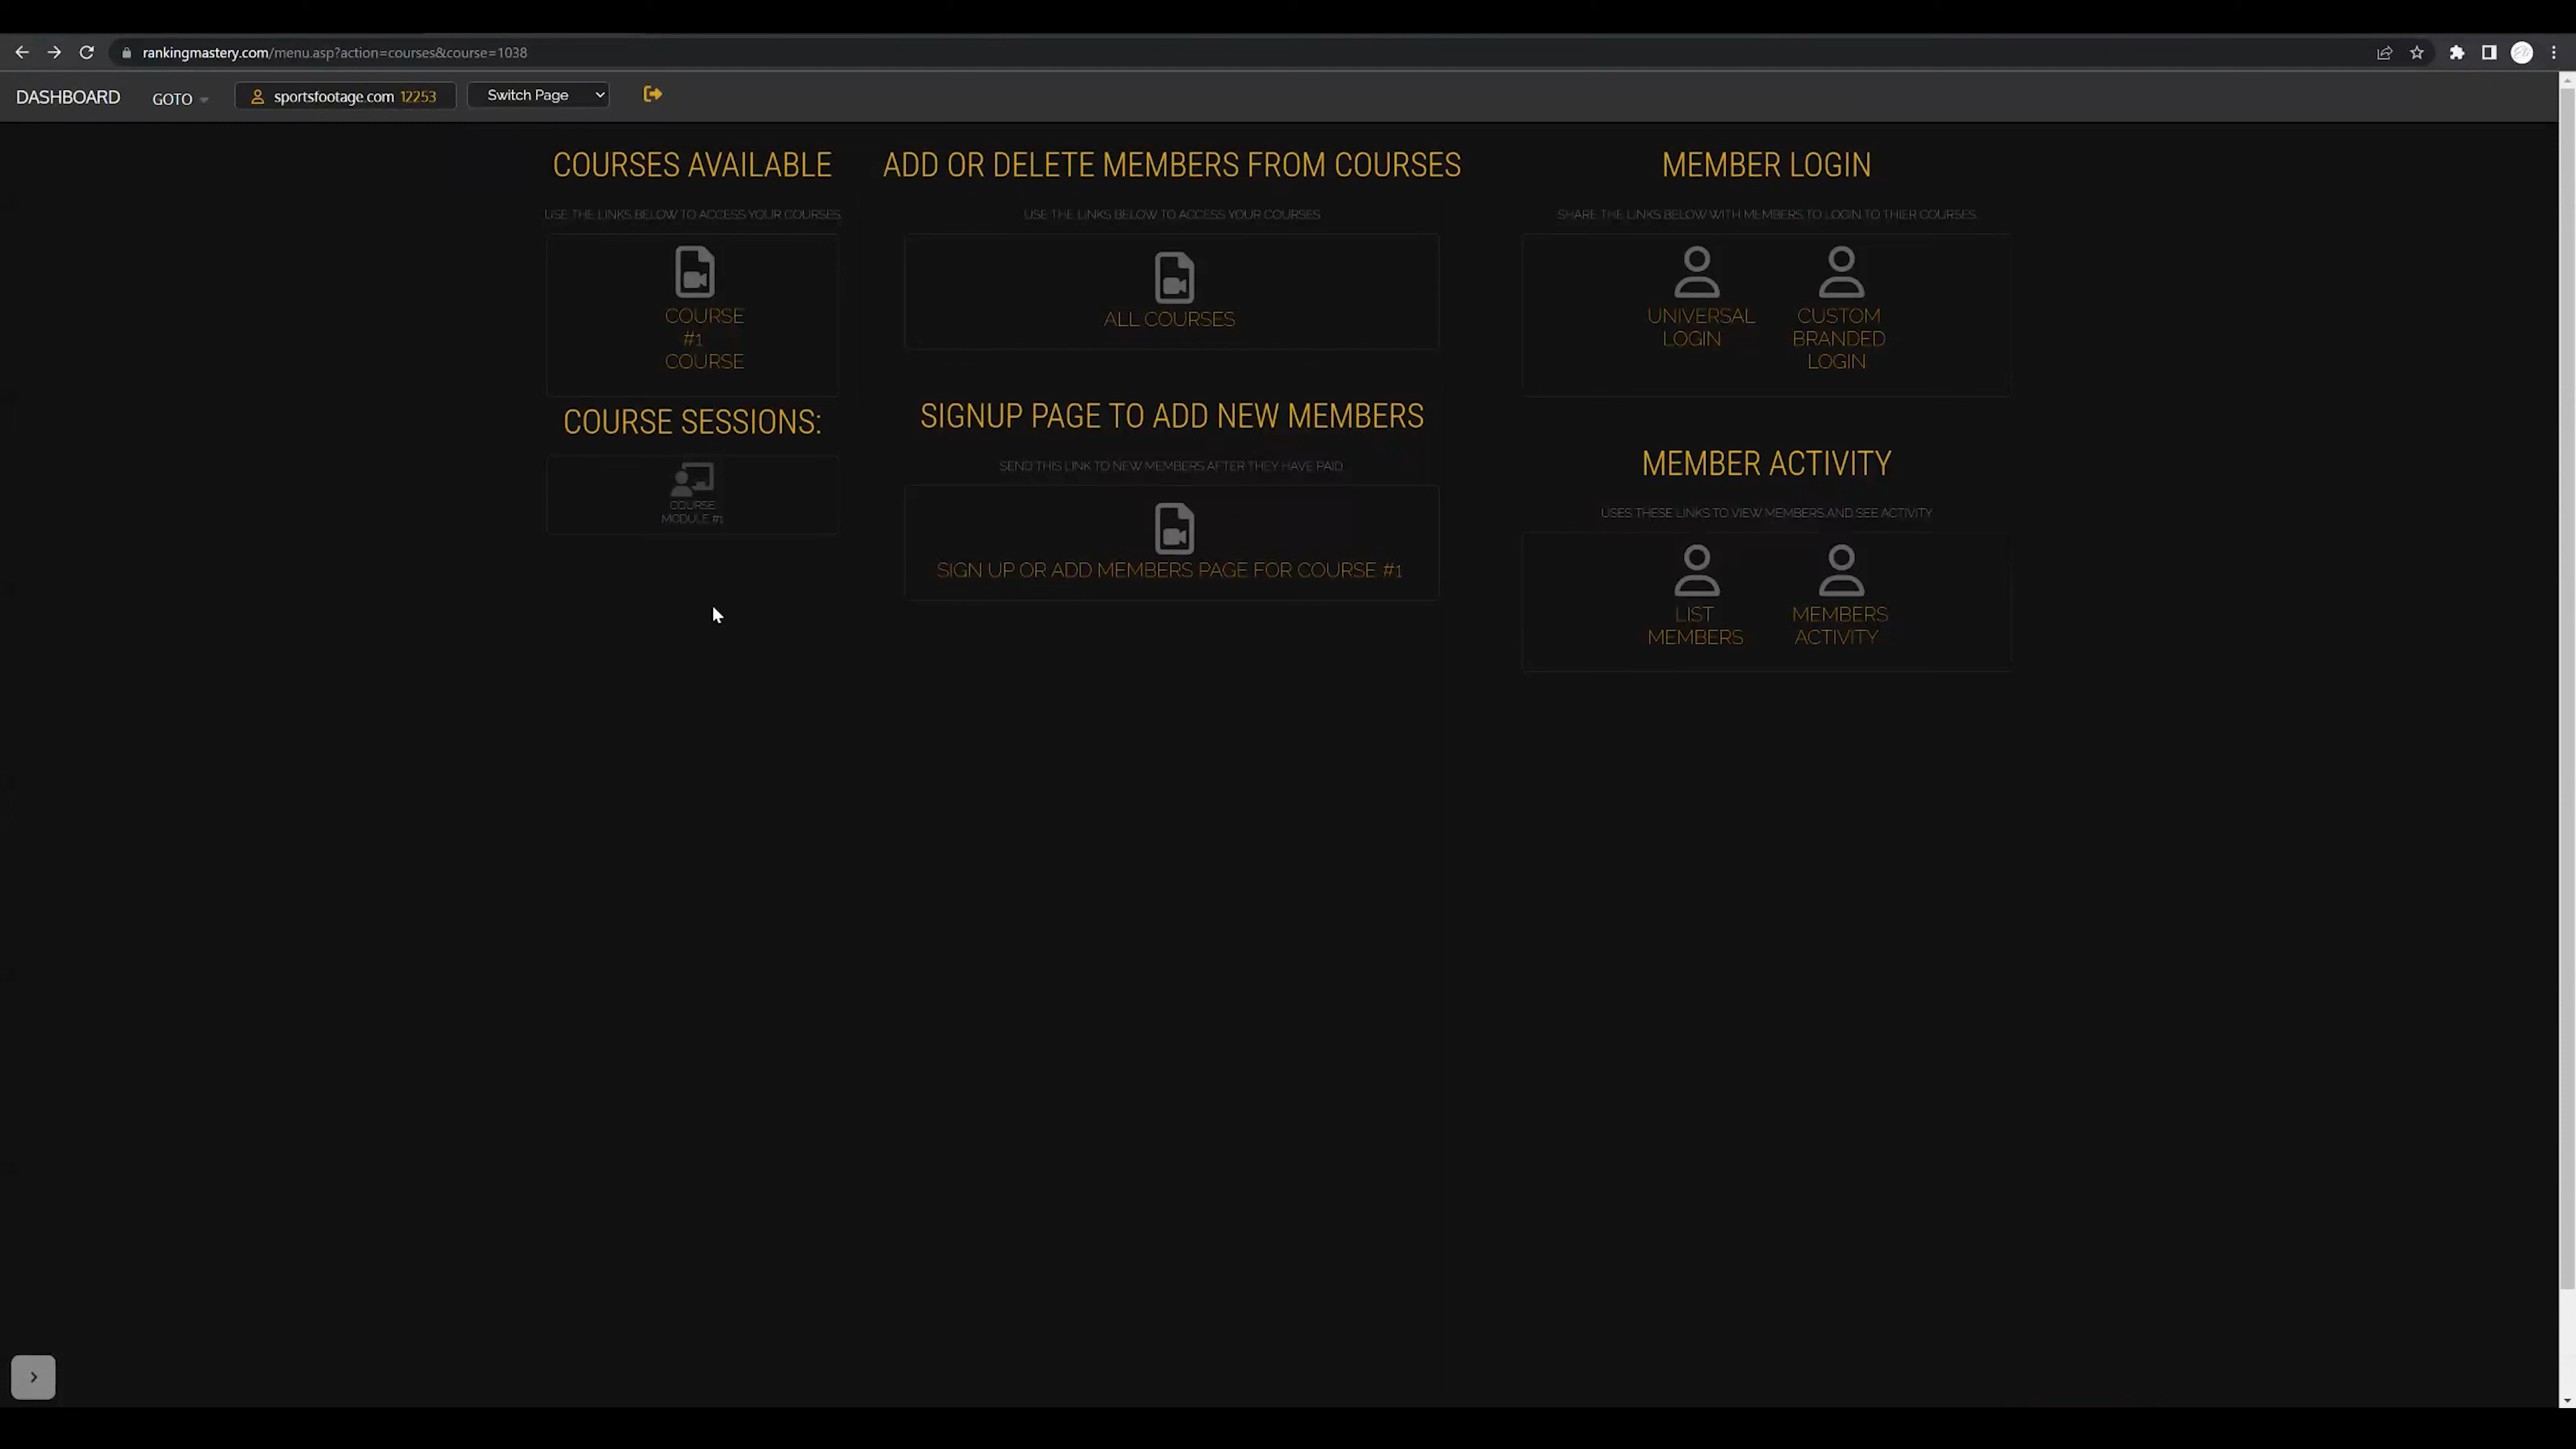 rankingmastery.com/menu.asp?action=courses&course=1038
DASHBOARD
GOTO
sportsfootage.com 12253
Switch Page
COURSES AVAILABLE
USE THE LINKS BELOW TO ACCESS YOUR COURSES
COURSE
#1
COURSE
COURSE SESSIONS:
COURSE
MODULE #1
ADD OR DELETE MEMBERS FROM COURSES
USE THE LINKS BELOW TO ACCESS YOUR COURSES
ALL COURSES
SIGNUP PAGE TO ADD NEW MEMBERS
SEND THIS LINK TO NEW MEMBERS AFTER THEY HAVE PAID
SIGN UP OR ADD MEMBERS PAGE FOR COURSE #1
MEMBER LOGIN
SHARE THE LINKS BELOW WITH MEMBERS TO LOGIN TO THIER COURSES.
UNIVERSAL
LOGIN
CUSTOM
BRANDED
LOGIN
MEMBER ACTIVITY
USES THESE LINKS TO VIEW MEMBERS AND SEE ACTIVITY
LIST
MEMBERS
MEMBERS
ACTIVITY